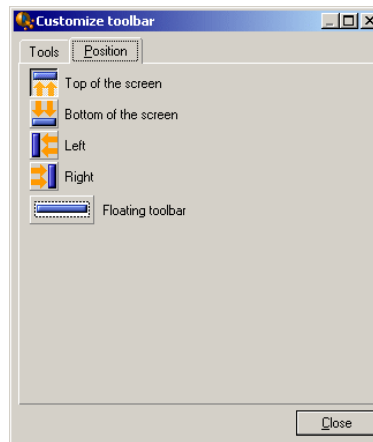 Customize toolbar
Tools Position
Top of the screen
Bottom of the screen
Left
Right
Floating toolbar
Close